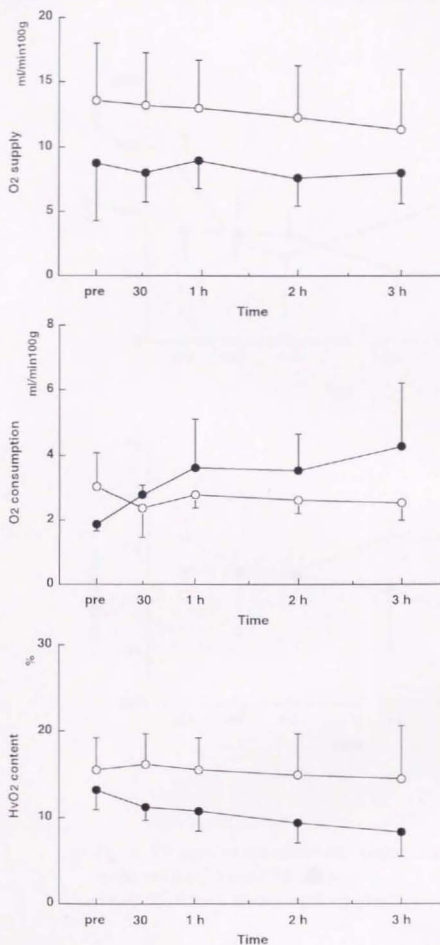 ml/min100g
O2 supply
20
15
10
5
0
pre 30 1 h 2 h 3 h
Time
ml/min100g
O2 consumption
8
6
4
2
0
pre 30 1 h 2 h 3 h
Time
%
HvO2 content
30
20
10
0
pre 30 1 h 2 h 3 h
Time